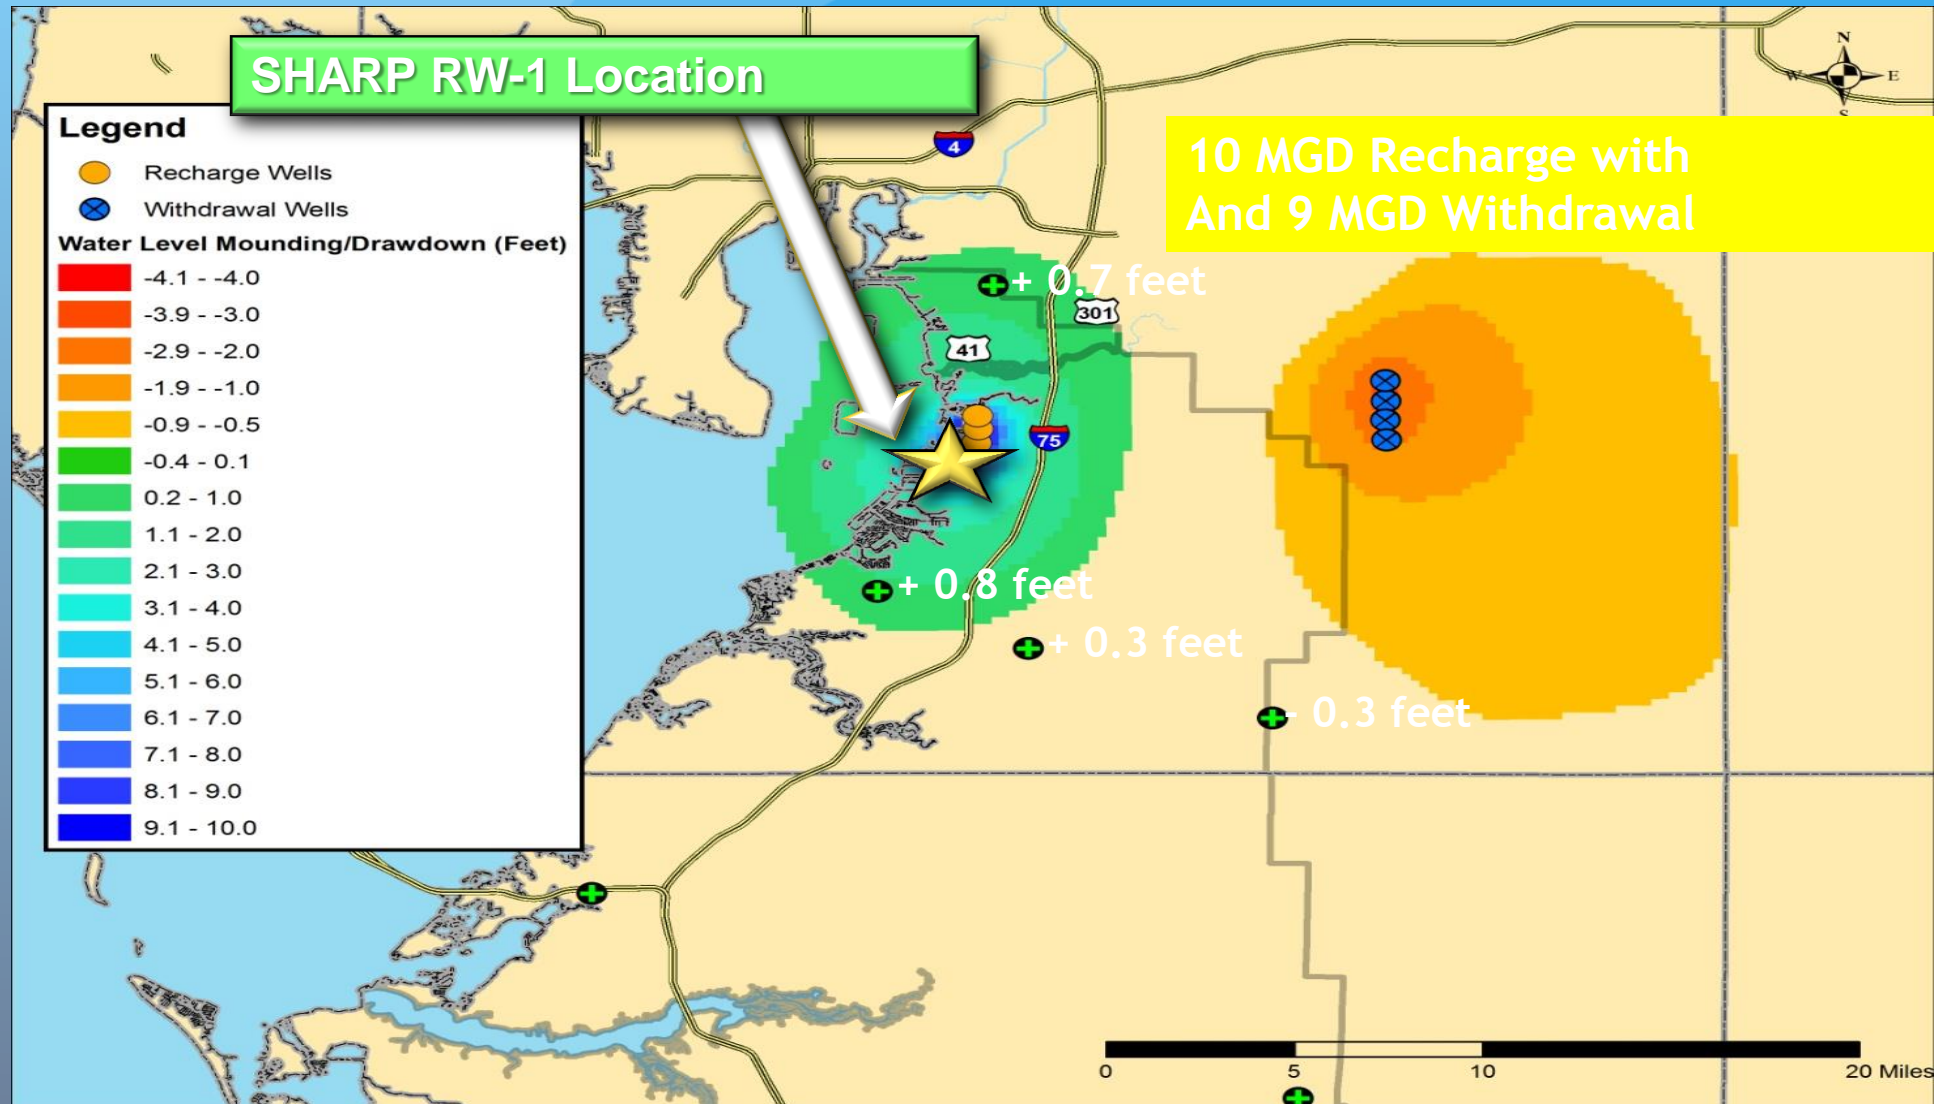 SHARP RW-1 Location
Legend
Recharge Wells
Withdrawal Wells
Water Level Mounding/Drawdown (Feet)
-4.1 - -4.0
-3.9 - -3.0
-2.9 - -2.0
-1.9 - -1.0
-0.9 - -0.5
-0.4 - 0.1
0.2 - 1.0
1.1 - 2.0
2.1 - 3.0
3.1 - 4.0
4.1 - 5.0
5.1 - 6.0
6.1 - 7.0
7.1 - 8.0
8.1 - 9.0
9.1 - 10.0
N
W E
S
10 MGD Recharge with
And 9 MGD Withdrawal
4
+ 0.7 feet
301
41
75
+ 0.8 feet
+ 0.3 feet
- 0.3 feet
0 5 10 20 Miles